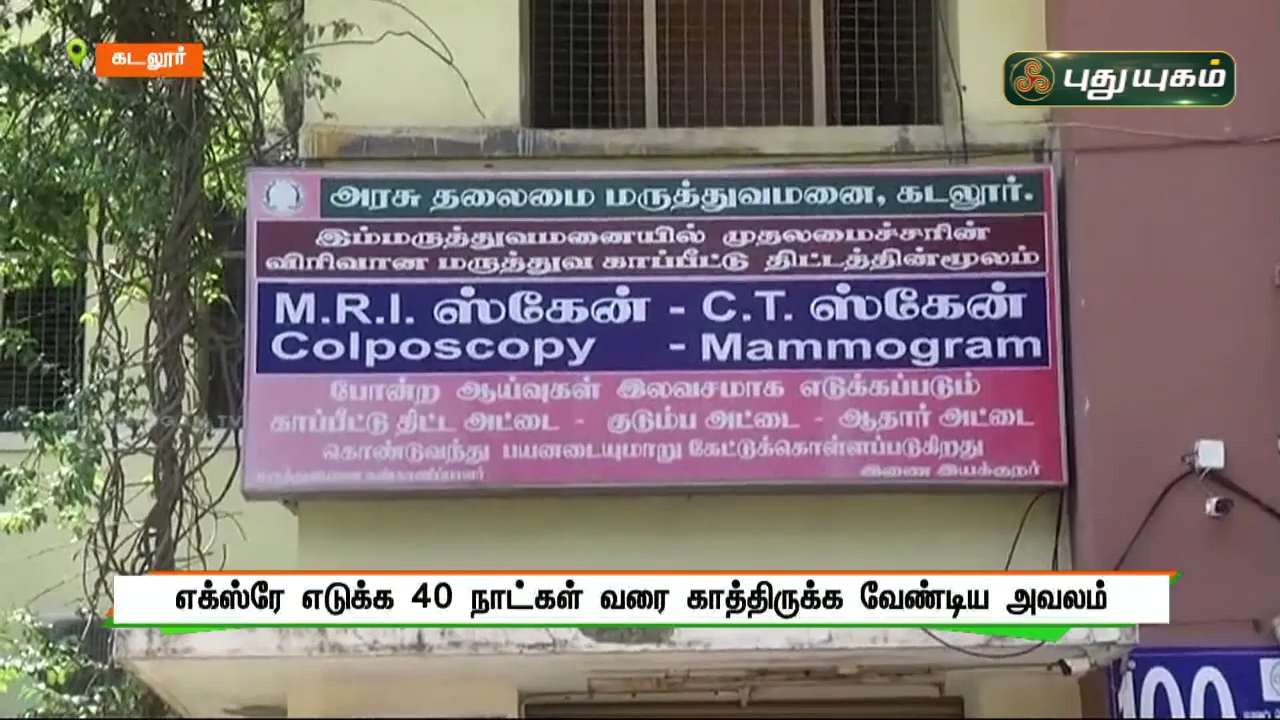 கடலூர்
புதுயுகம்
அரசு தலைமை மருத்துவமனை, கடலூர்.
இம்மருத்துவமனையில் முதலமைச்சரின்
விரிவான மருத்துவ காப்பீட்டு திட்டத்தின்மூலம்
M.R.I. ஸ்கேன் - C.T. ஸ்கேன்
Colposcopy - Mammogram
போன்ற ஆய்வுகள் இலவசமாக எடுக்கப்படும்
காப்பீட்டு திட்ட அட்டை - குடும்ப அட்டை - ஆதார் அட்டை
கொண்டுவந்து பயனடையுமாறு கேட்டுக்கொள்ளப்படுகிறது
இணை இயக்குநர்
எக்ஸ்ரே எடுக்க 40 நாட்கள் வரை காத்திருக்க வேண்டிய அவலம்
100